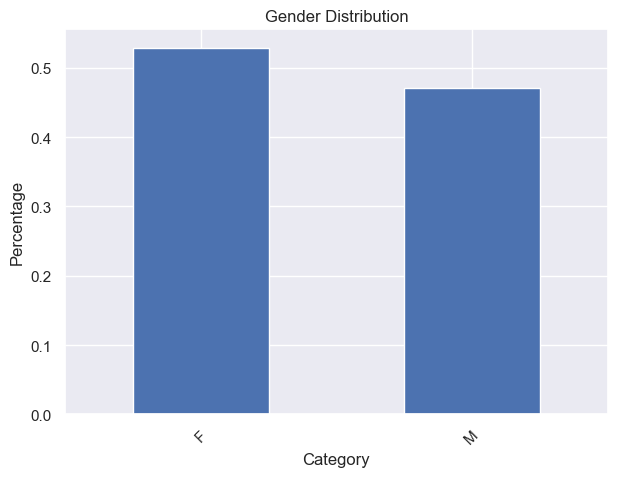 Gender Distribution
0.5
0.4
0.3
0.2
0.1
0.0
Percentage
F
M
Category